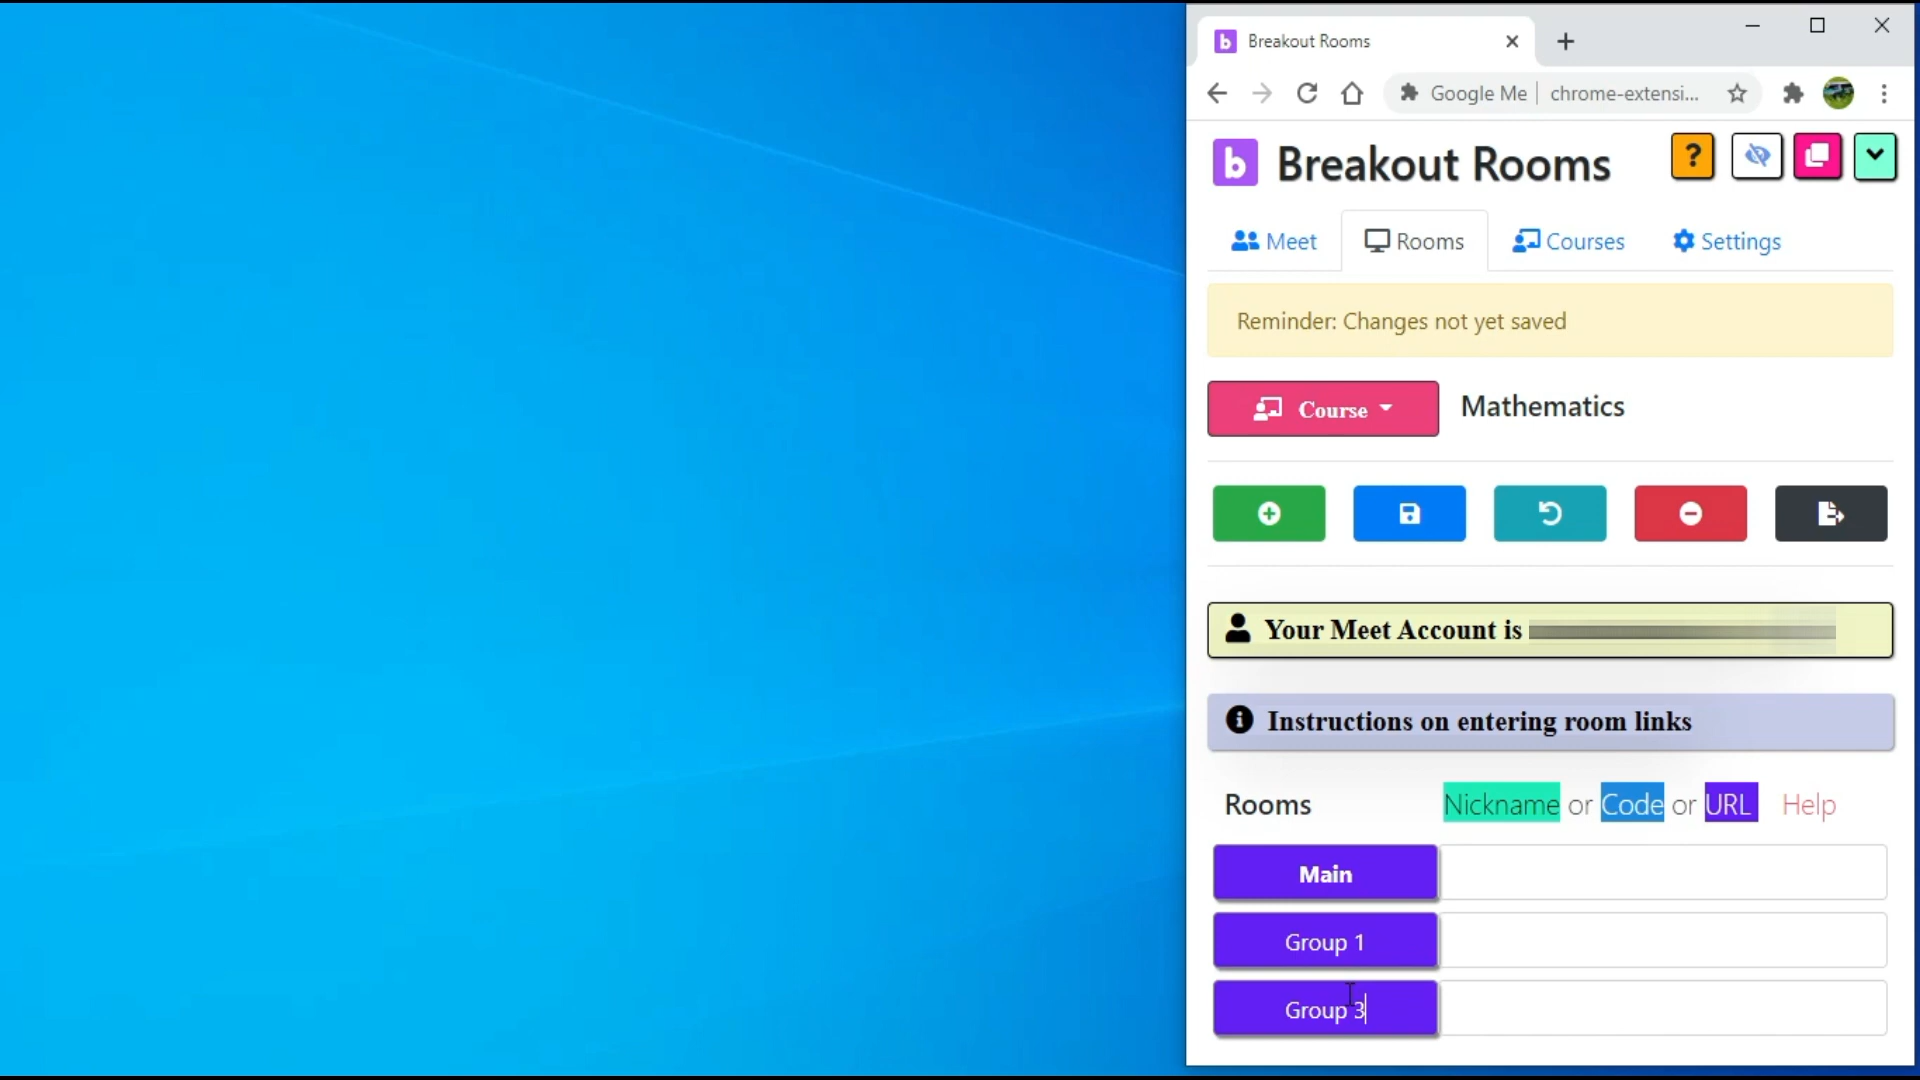 b Breakout Rooms
Google Me chrome-extensi...
b Breakout Rooms ?
Meet Rooms Courses Settings
Reminder: Changes not yet saved
Course Mathematics
Your Meet Account is
Instructions on entering room links
Rooms Nickname or Code or URL Help
Main
Group 1
Group 3